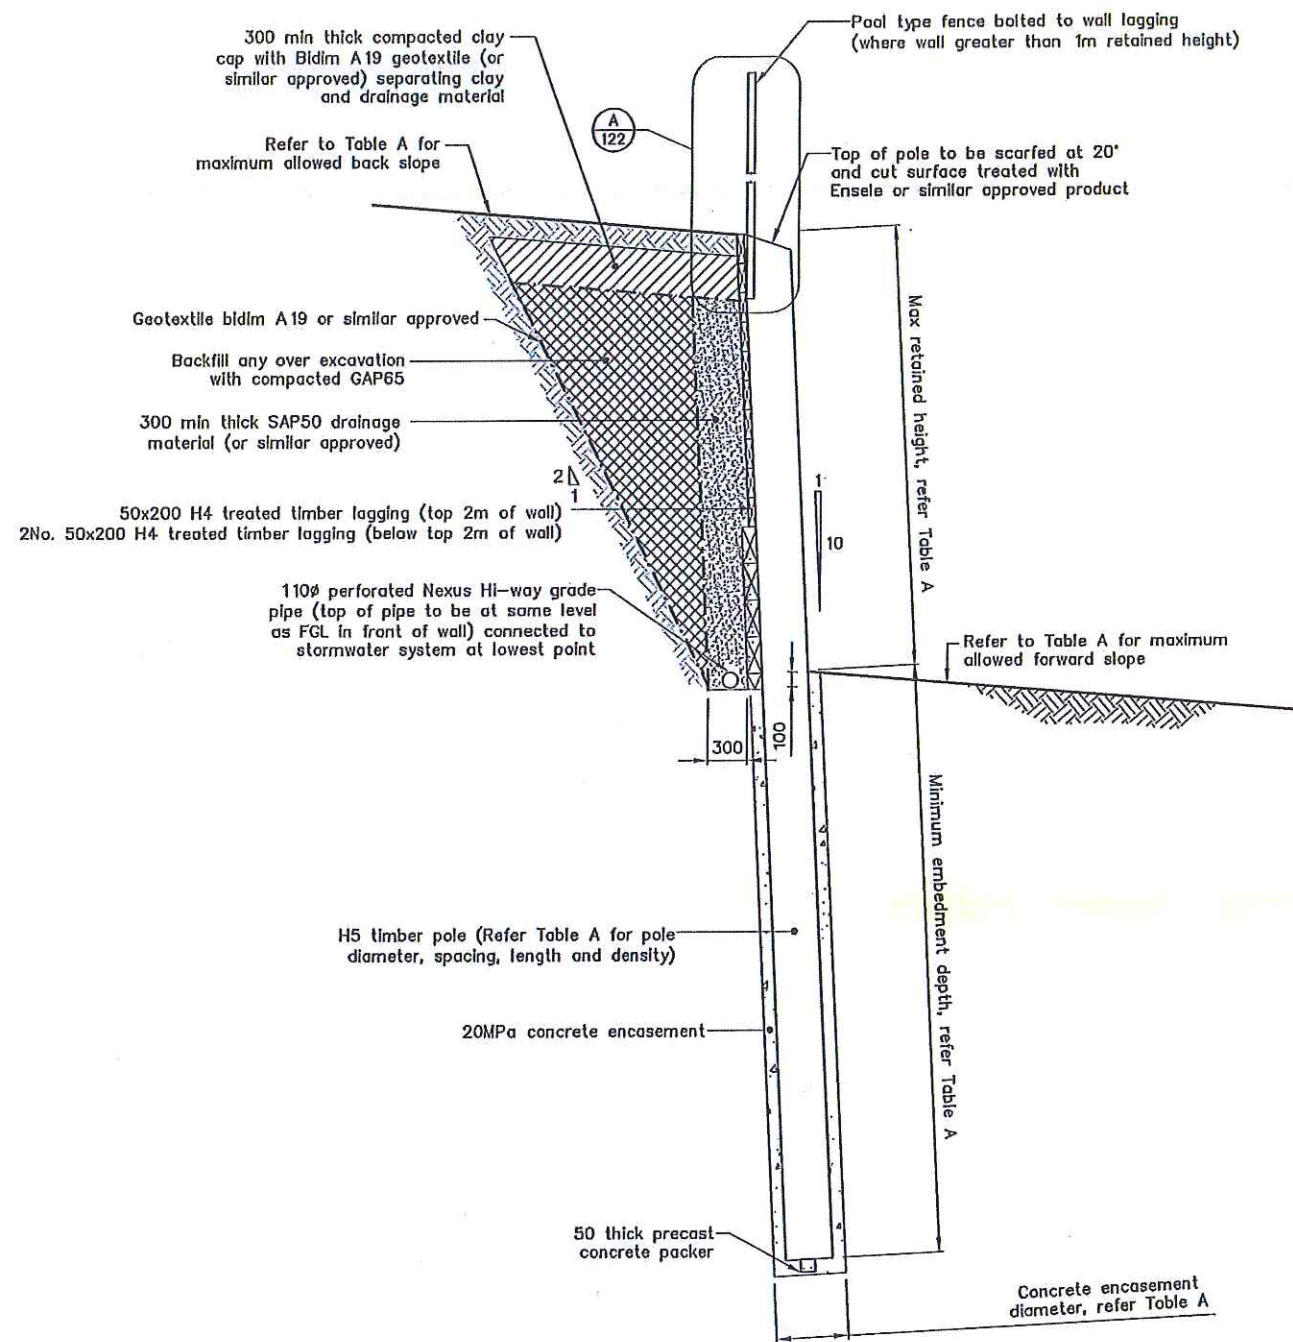 300 min thick compacted clay
cap with Bidim A19 geotextile (or
similar approved) separating clay
and drainage material
Pool type fence bolted to wall lagging
(where wall greater than 1m retained height)
A
122
Refer to Table A for
maximum allowed back slope
Top of pole to be scarfed at 20°
and cut surface treated with
Ensele or similar approved product
Geotextile bidim A19 or similar approved
Backfill any over excavation
with compacted GAP65
300 min thick SAP50 drainage
material (or similar approved)
2
1
50x200 H4 treated timber lagging (top 2m of wall)
2No. 50x200 H4 treated timber lagging (below top 2m of wall)
1
10
Max retained height, refer Table A
110ø perforated Nexus Hi-way grade
pipe (top of pipe to be at same level
as FGL in front of wall) connected to
stormwater system at lowest point
Refer to Table A for maximum
allowed forward slope
300
100
Minimum embedment depth, refer Table A
H5 timber pole (Refer Table A for pole
diameter, spacing, length and density)
20MPa concrete encasement
50 thick precast
concrete packer
Concrete encasement
diameter, refer Table A